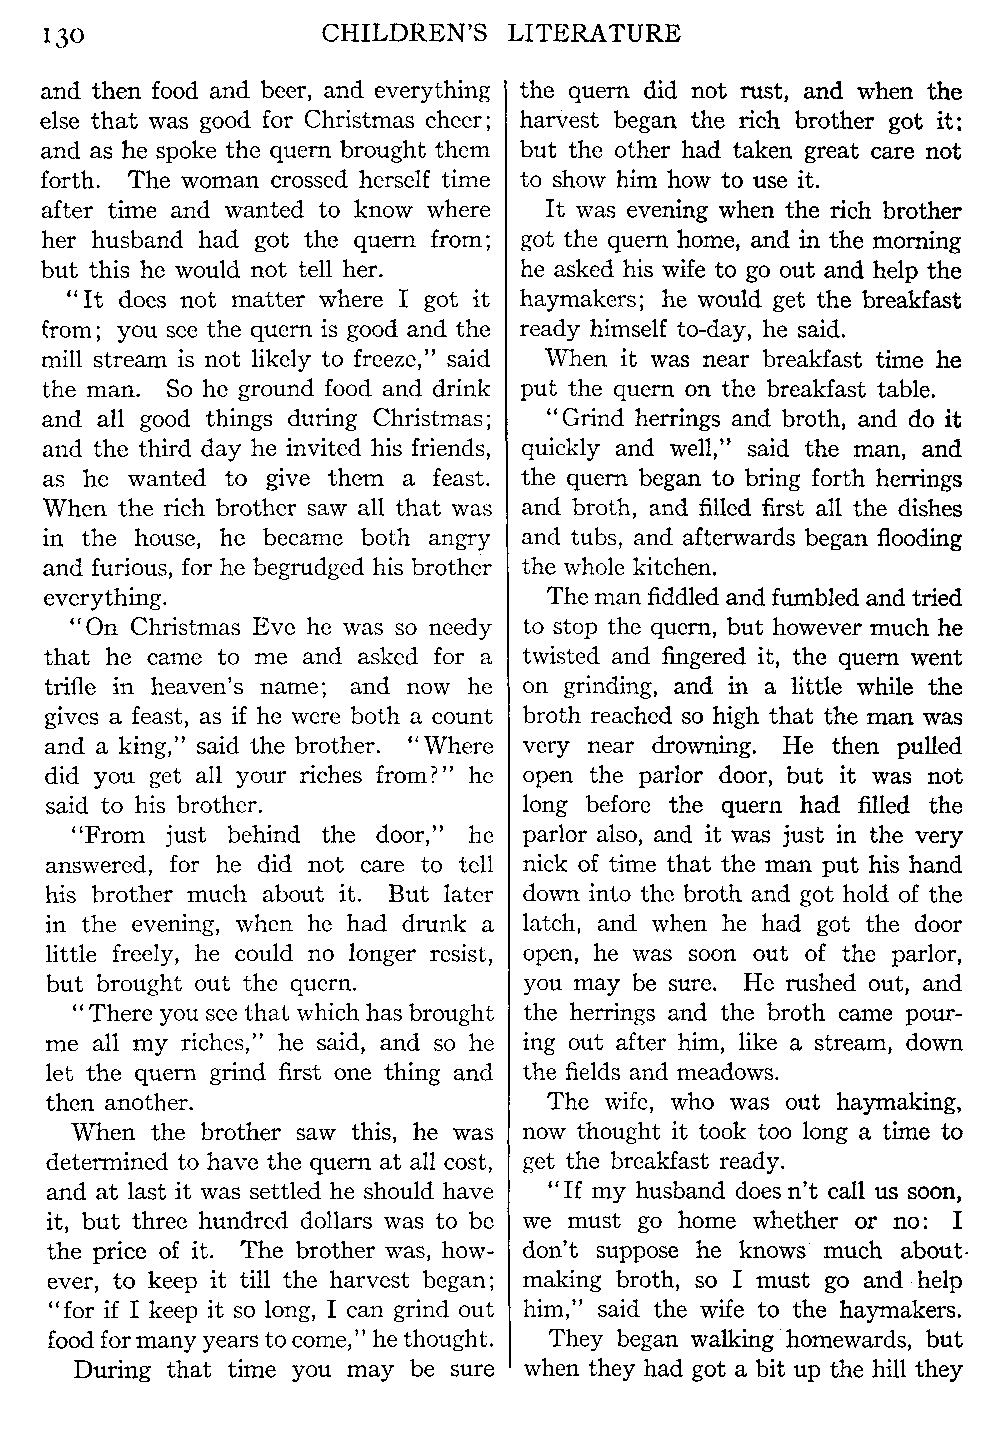 130 CHILDREN'S LITERATURE
and then food and beer, and everything
else that was good for Christmas cheer;
and as he spoke the quern brought them
forth. The woman crossed herself time
after time and wanted to know where
her husband had got the quern from;
but this he would not tell her.
"It does not matter where I got it
from; you see the quern is good and the
mill stream is not likely to freeze," said
the man. So he ground food and drink
and all good things during Christmas;
and the third day he invited his friends,
as he wanted to give them a feast.
When the rich brother saw all that was
in the house, he became both angry
and furious, for he begrudged his brother
everything.
"On Christmas Eve he was so needy
that he came to me and asked for a
trifle in heaven's name; and now he
gives a feast, as if he were both a count
and a king," said the brother. "Where
did you get all your riches from?" he
said to his brother.
"From just behind the door," he
answered, for he did not care to tell
his brother much about it. But later
in the evening, when he had drunk a
little freely, he could no longer resist,
but brought out the quern.
"There you see that which has brought
me all my riches," he said, and so he
let the quern grind first one thing and
then another.
When the brother saw this, he was
determined to have the quern at all cost,
and at last it was settled he should have
it, but three hundred dollars was to be
the price of it. The brother was, how-
ever, to keep it till the harvest began;
"for if I keep it so long, I can grind out
food for many years to come," he thought.
During that time you may be sure
the quern did not rust, and when the
harvest began the rich brother got it;
but the other had taken great care not
to show him how to use it.
It was evening when the rich brother
got the quern home, and in the morning
he asked his wife to go out and help the
haymakers; he would get the breakfast
ready himself to-day, he said.
When it was near breakfast time he
put the quern on the breakfast table.
"Grind herrings and broth, and do it
quickly and well," said the man, and
the quern began to bring forth herrings
and broth, and filled first all the dishes
and tubs, and afterwards began flooding
the whole kitchen.
The man fiddled and fumbled and tried
to stop the quern, but however much he
twisted and fingered it, the quern went
on grinding, and in a little while the
broth reached so high that the man was
very near drowning. He then pulled
open the parlor door, but it was not
long before the quern had filled the
parlor also, and it was just in the very
nick of time that the man put his hand
down into the broth and got hold of the
latch, and when he had got the door
open, he was soon out of the parlor,
you may be sure. He rushed out, and
the herrings and the broth came pour-
ing out after him, like a stream, down
the fields and meadows.
The wife, who was out haymaking,
now thought it took too long a time to
get the breakfast ready.
"If my husband does n't call us soon,
we must go home whether or no: I
don't suppose he knows much about
making broth, so I must go and help
him," said the wife to the haymakers.
They began walking homewards, but
when they had got a bit up the hill they